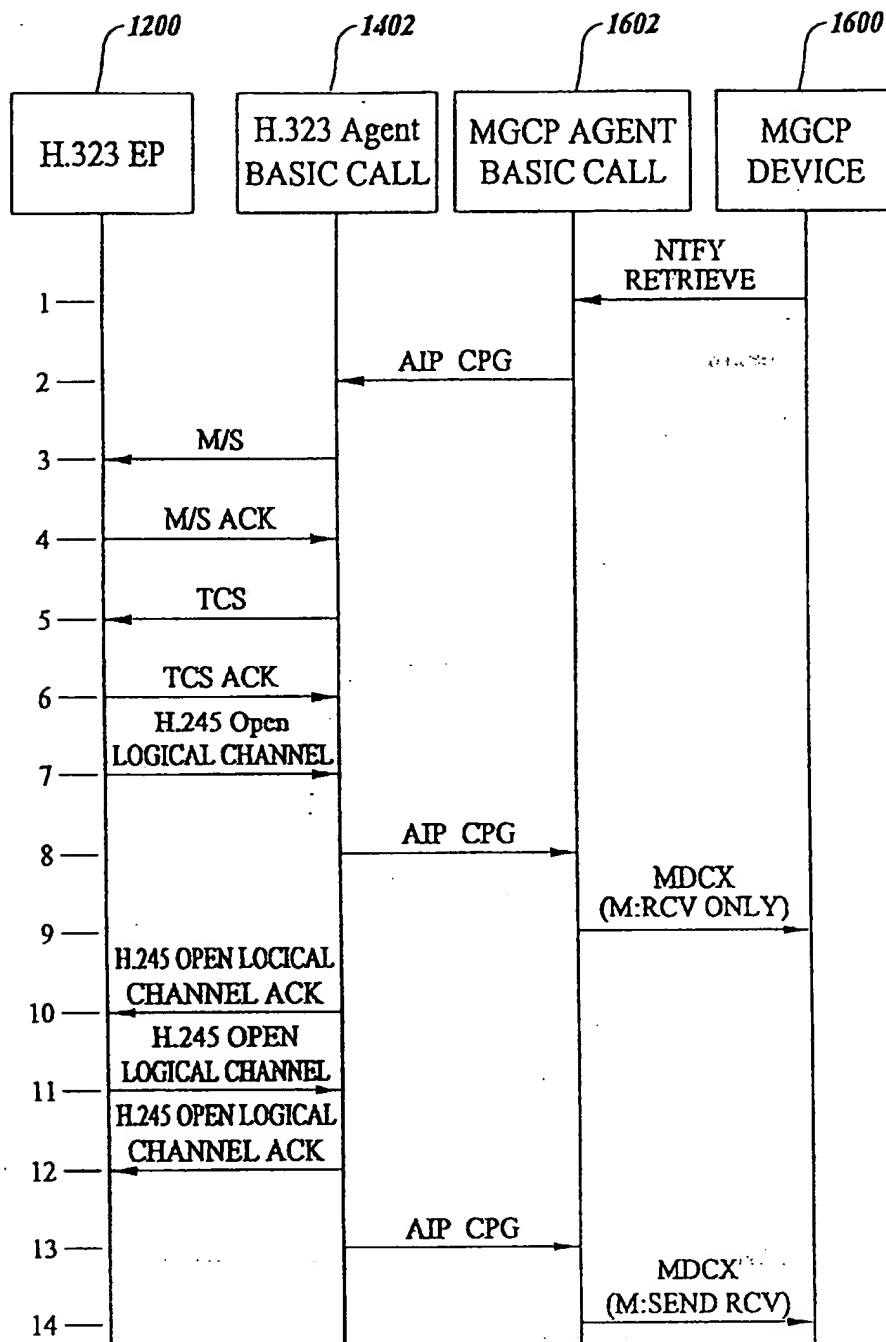 1200
1402
1602
1600
H.323 EP
H.323 Agent
BASIC CALL
MGCP AGENT
BASIC CALL
MGCP
DEVICE
NTFY
RETRIEVE
1
AIP CPG
2
M/S
3
M/S ACK
4
TCS
5
TCS ACK
6
H.245 Open
LOGICAL CHANNEL
7
AIP CPG
8
MDCX
(M:RCV ONLY)
9
H.245 OPEN LOCICAL
CHANNEL ACK
10
H.245 OPEN
LOGICAL CHANNEL
11
H.245 OPEN LOGICAL
CHANNEL ACK
12
AIP CPG
13
MDCX
(M:SEND RCV)
14